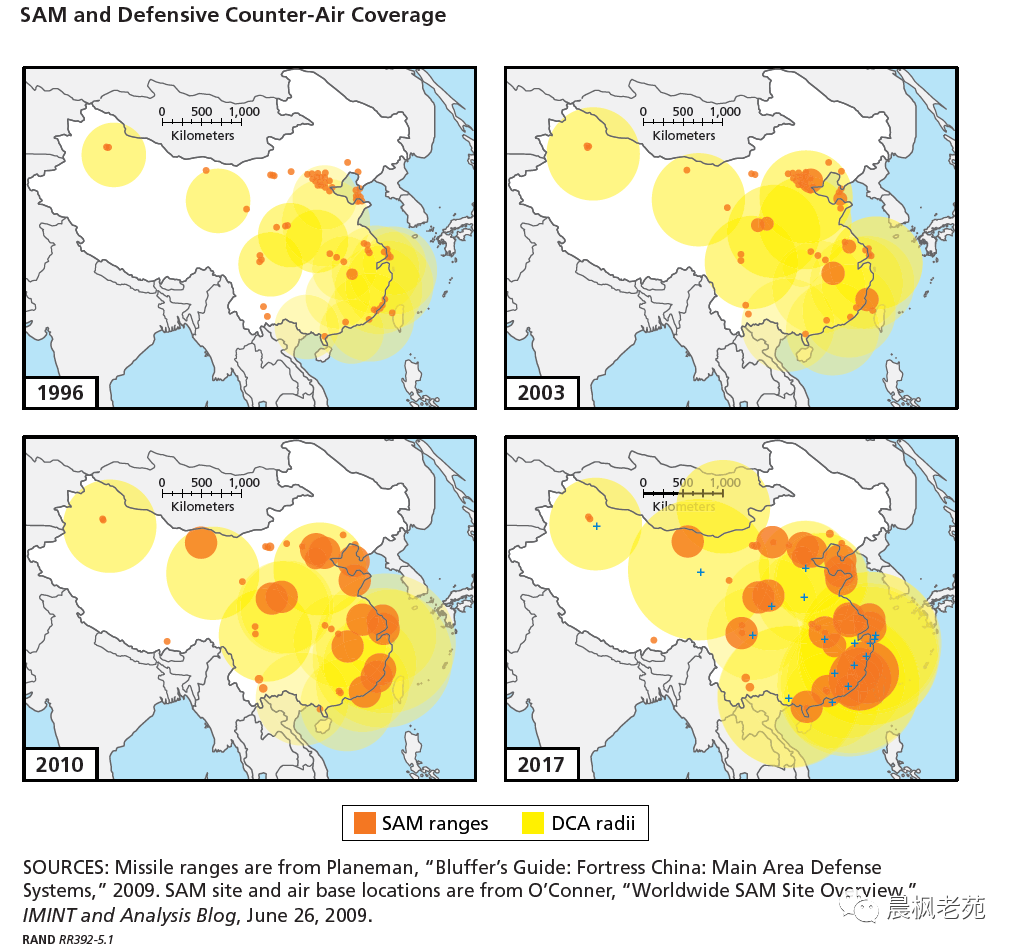 SAM and Defensive Counter-Air Coverage
0 500 1,000
Kilometers
1996
0 500 1,000
Kilometers
2003
0 500 1,000
Kilometers
2010
0 500 1,000
Kilometers
2017
SAM ranges DCA radii
SOURCES: Missile ranges are from Planeman, “Bluffer’s Guide: Fortress China: Main Area Defense
Systems,” 2009. SAM site and air base locations are from O’Conner, “Worldwide SAM Site Overview,”
IMINT and Analysis Blog, June 26, 2009.
晨枫老苑
RAND RR392-5.1